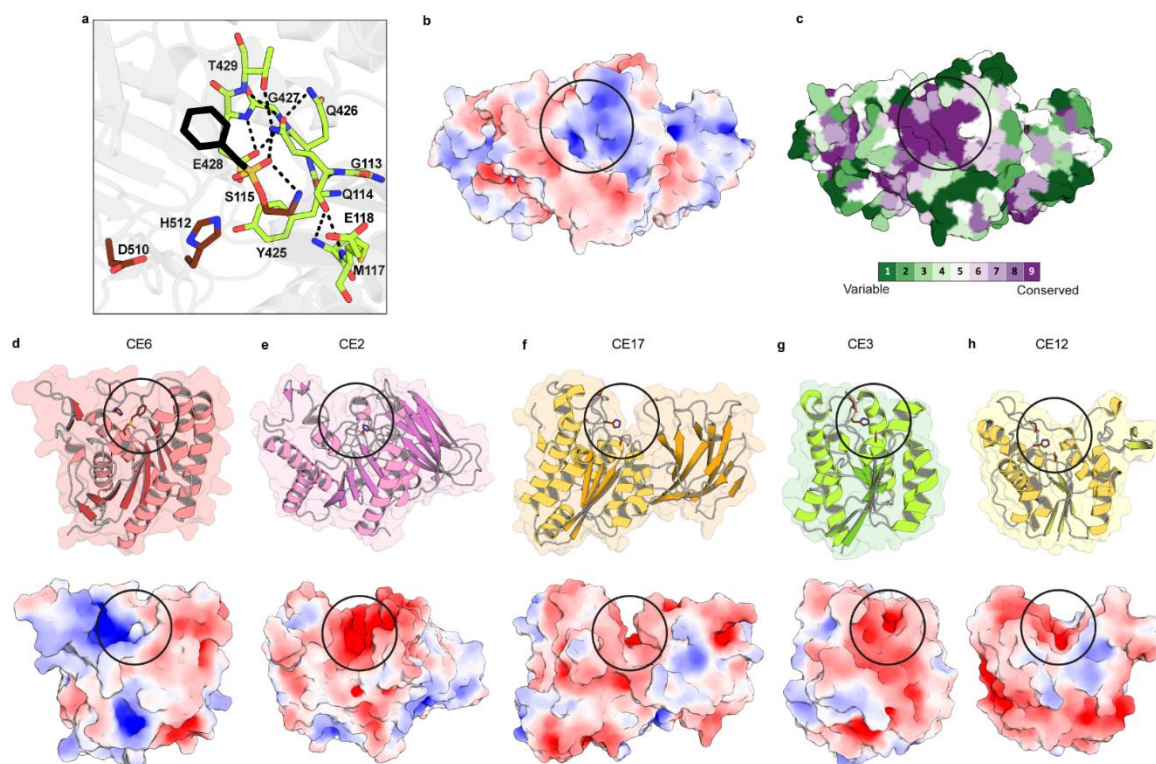 a
b
c
T429
G427
Q426
G113
E428
Q114
S115
E118
H512
D510
Y425
M117
1 2 3 4 5 6 7 8 9
Variable Conserved
d CE6 e CE2 f CE17 g CE3 h CE12